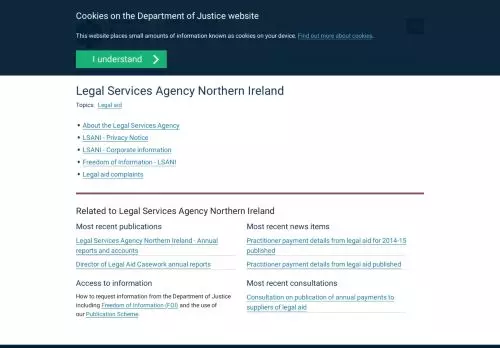 Cookies on the Department of Justice website
This website places small amounts of information known as cookies on your device. Find out more about cookies.
I understand
Legal Services Agency Northern Ireland
Topics: Legal aid
About the Legal Services Agency
LSANI - Privacy Notice
LSANI - Corporate information
Freedom of Information - LSANI
Legal aid complaints
Related to Legal Services Agency Northern Ireland
Most recent publications
Legal Services Agency Northern Ireland - Annual
reports and accounts
Director of Legal Aid Casework annual reports
Most recent news items
Practitioner payment details from legal aid for 2014-15
published
Practitioner payment details from legal aid published
Access to information
How to request information from the Department of Justice
including Freedom of Information (FOI) and the use of
our Publication Scheme.
Most recent consultations
Consultation on publication of annual payments to
suppliers of legal aid